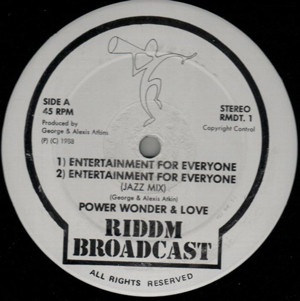 SIDE A
45 RPM
Produced by
George & Alexis Atkins
(P) (C) 1988
STEREO
RMDT. 1
Copyright Control
1) ENTERTAINMENT FOR EVERYONE
2) ENTERTAINMENT FOR EVERYONE
(JAZZ MIX)
(George & Alexis Atkin)
POWER WONDER & LOVE
RIDDM
BROADCAST
ALL RIGHTS RESERVED